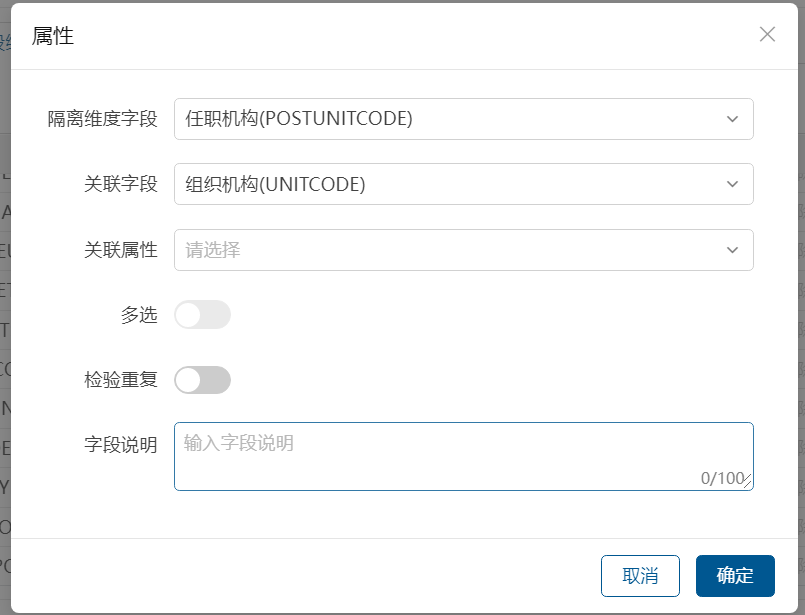 属性
隔离维度字段 任职机构(POSTUNITCODE)
关联字段 组织机构(UNITCODE)
关联属性 请选择
多选
检验重复
字段说明 输入字段说明
0/100
取消 确定